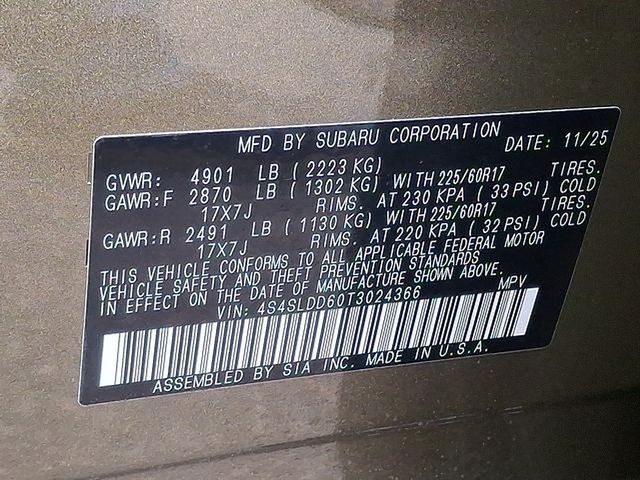 MFD BY SUBARU CORPORATION DATE: 11/25
GVWR: 4901 LB ( 2223 KG)
GAWR:F 2870 LB ( 1302 KG) WITH 225/60R17 TIRES.
17X7J RIMS. AT 230 KPA ( 33 PSI) COLD
GAWR:R 2491 LB ( 1130 KG) WITH 225/60R17 TIRES.
17X7J RIMS. AT 220 KPA ( 32 PSI) COLD
THIS VEHICLE CONFORMS TO ALL APPLICABLE FEDERAL MOTOR
VEHICLE SAFETY AND THEFT PREVENTION STANDARDS
IN EFFECT ON THE DATE OF MANUFACTURE SHOWN ABOVE.
VIN: 4S4SLDD60T3024366 MPV
ASSEMBLED BY SIA INC. MADE IN U.S.A.